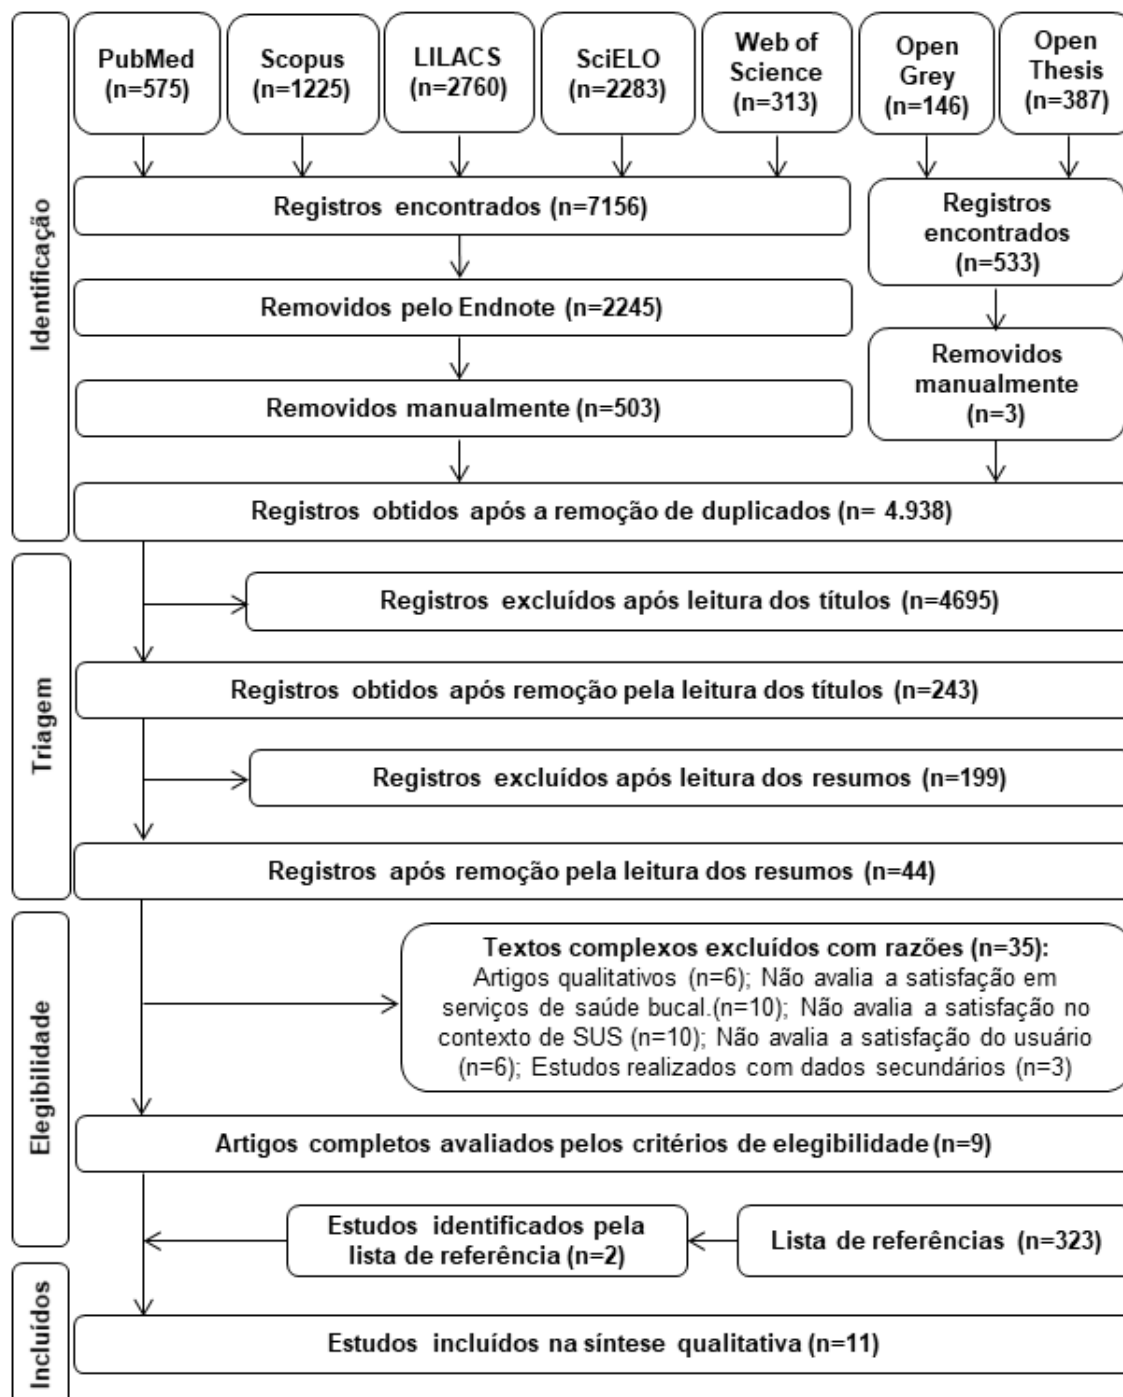 PubMed
(n=575)
Scopus
(n=1225)
LILACS
(n=2760)
SciELO
(n=2283)
Web of
Science
(n=313)
Open
Grey
(n=146)
Open
Thesis
(n=387)
Identificação
Registros encontrados (n=7156)
Registros
encontrados
(n=533)
Removidos pelo Endnote (n=2245)
Removidos manualmente (n=503)
Removidos
manualmente
(n=3)
Registros obtidos após a remoção de duplicados (n= 4.938)
Triagem
Registros excluídos após leitura dos títulos (n=4695)
Registros obtidos após remoção pela leitura dos títulos (n=243)
Registros excluídos após leitura dos resumos (n=199)
Registros após remoção pela leitura dos resumos (n=44)
Elegibilidade
Textos complexos excluídos com razões (n=35):
Artigos qualitativos (n=6); Não avalia a satisfação em
serviços de saúde bucal.(n=10); Não avalia a satisfação no
contexto de SUS (n=10); Não avalia a satisfação do usuário
(n=6); Estudos realizados com dados secundários (n=3)
Artigos completos avaliados pelos critérios de elegibilidade (n=9)
Estudos identificados pela
lista de referência (n=2)
Lista de referências (n=323)
Incluídos
Estudos incluídos na síntese qualitativa (n=11)